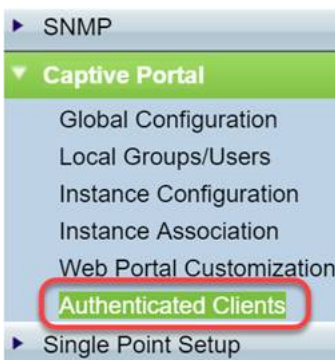 SNMP
Captive Portal
Global Configuration
Local Groups/Users
Instance Configuration
Instance Association
Web Portal Customization
Authenticated Clients
Single Point Setup